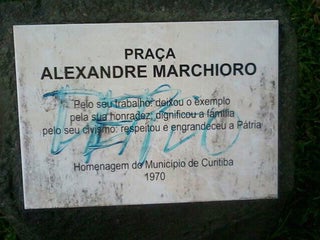 PRAÇA
ALEXANDRE MARCHIORO
Pelo seu trabalho: deixou o exemplo
pela sua honradez: dignificou a família
pelo seu civismo: respeitou e engrandeceu a Pátria
Homenagem do Município de Curitiba
1970